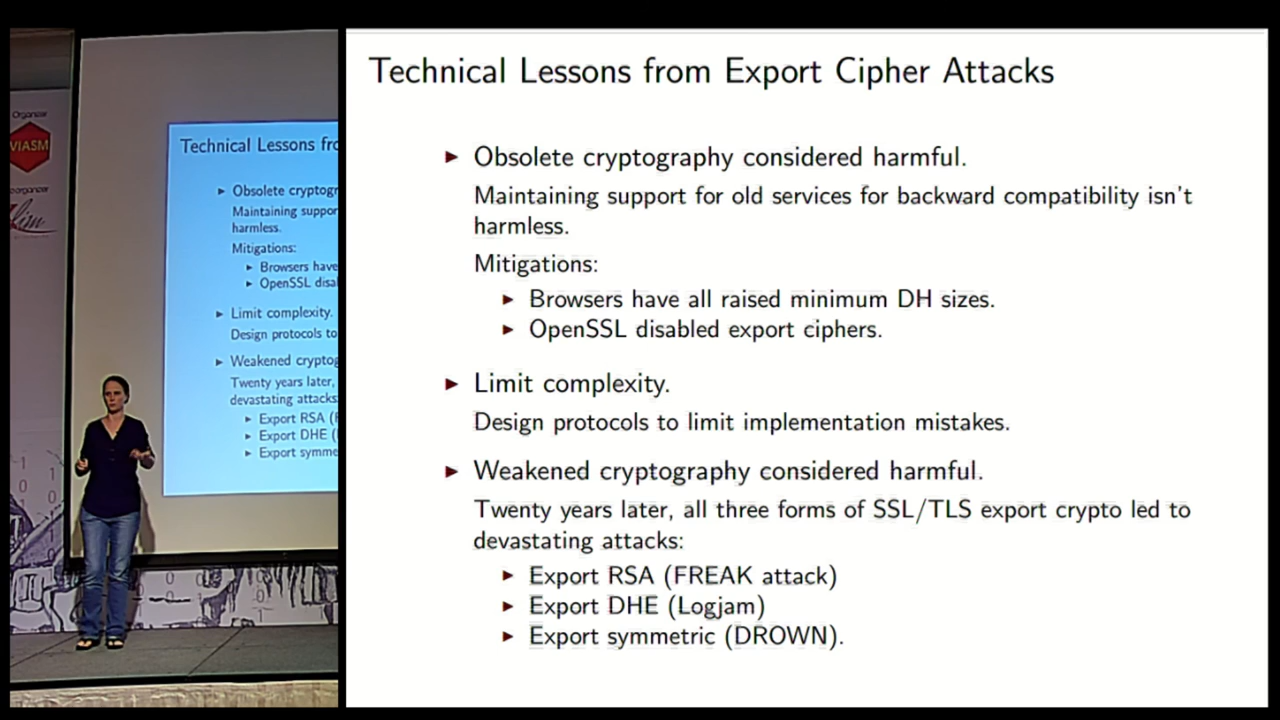 Organizer
VIASM
Technical Lessons fro
Obsolete cryptogr
Maintaining suppor
harmless.
Mitigations:
Browsers have
OpenSSL disa
Limit complexity.
Design protocols to
Weakened cryptog
Twenty years later,
devastating attacks
Export RSA (F
Export DHE (
Export symme
Technical Lessons from Export Cipher Attacks
Obsolete cryptography considered harmful.
Maintaining support for old services for backward compatibility isn't
harmless.
Mitigations:
Browsers have all raised minimum DH sizes.
OpenSSL disabled export ciphers.
Limit complexity.
Design protocols to limit implementation mistakes.
Weakened cryptography considered harmful.
Twenty years later, all three forms of SSL/TLS export crypto led to
devastating attacks:
Export RSA (FREAK attack)
Export DHE (Logjam)
Export symmetric (DROWN).